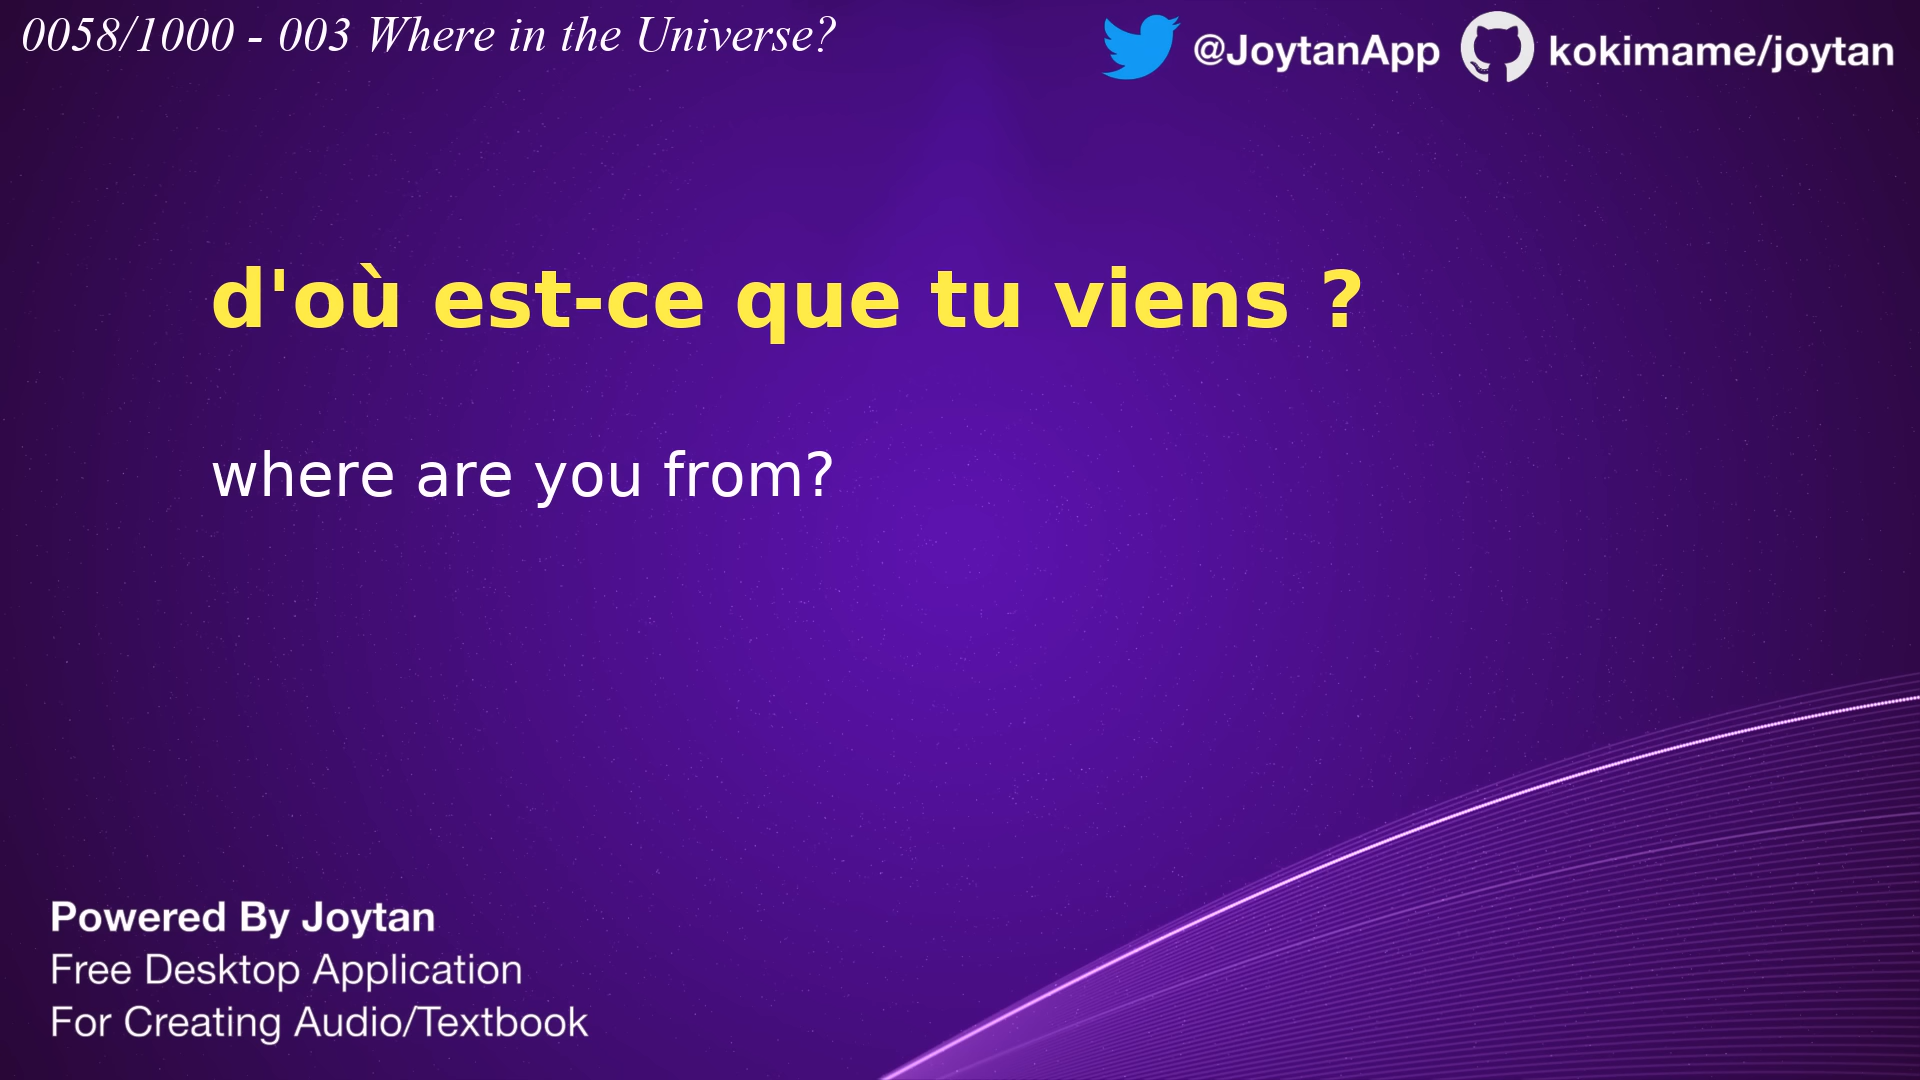 0058/1000 - 003 Where in the Universe?
@JoytanApp
kokimame/joytan
d'où est-ce que tu viens ?
where are you from?
Powered By Joytan
Free Desktop Application
For Creating Audio/Textbook